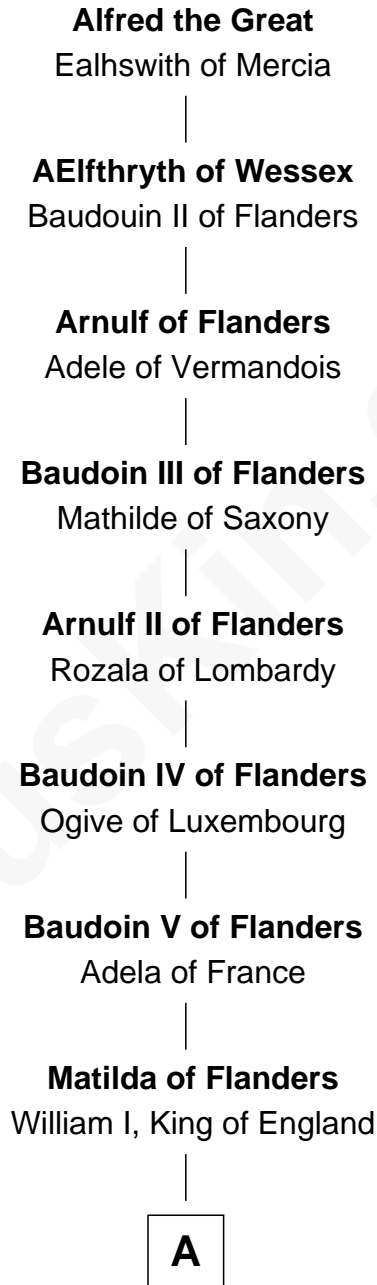 Alfred the Great
Ealhswith of Mercia
AElfthryth of Wessex
Baudouin II of Flanders
Arnulf of Flanders
Adele of Vermandois
Baudoin III of Flanders
Mathilde of Saxony
Arnulf II of Flanders
Rozala of Lombardy
Baudoin IV of Flanders
Ogive of Luxembourg
Baudoin V of Flanders
Adela of France
Matilda of Flanders
William I, King of England
A